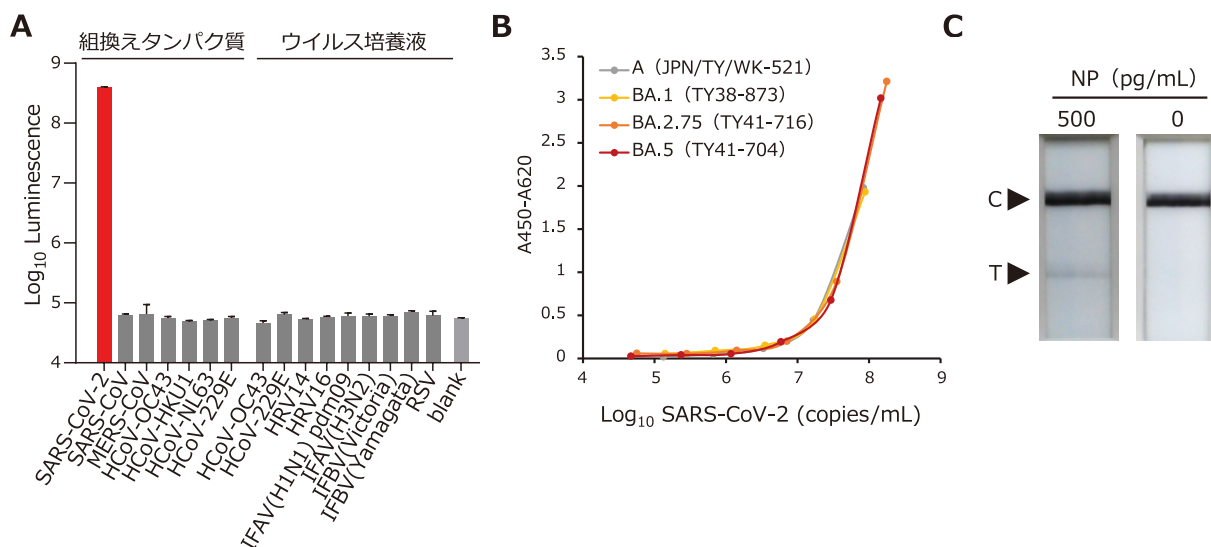 A
組換えタンパク質
ウイルス培養液
Log10 Luminescence
9
8
7
6
5
4
SARS-CoV-2
SARS-CoV
MERS-CoV
HCoV-OC43
HCoV-HKU1
HCoV-NL63
HCoV-229E
HCoV-OC43
HCoV-229E
HRV14
HRV16
IFAV(H1N1) pdm09
IFAV(H3N2)
IFBV(Victoria)
IFBV(Yamagata)
RSV
blank
B
A450-A620
3.5
3
2.5
2
1.5
1
0.5
0
A（JPN/TY/WK-521）
BA.1（TY38-873）
BA.2.75（TY41-716）
BA.5（TY41-704）
4 5 6 7 8 9
Log10 SARS-CoV-2 (copies/mL)
C
NP（pg/mL）
500 0
C
T